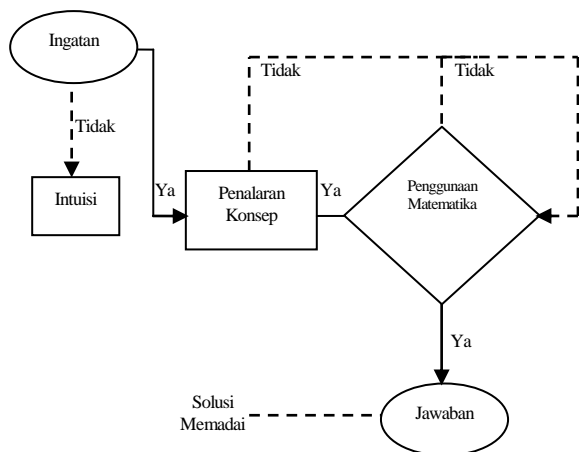 Ingatan
Tidak
Tidak
Tidak
Intuisi
Ya
Penalaran
Konsep
Ya
Penggunaan
Matematika
Ya
Solusi
Memadai
Jawaban